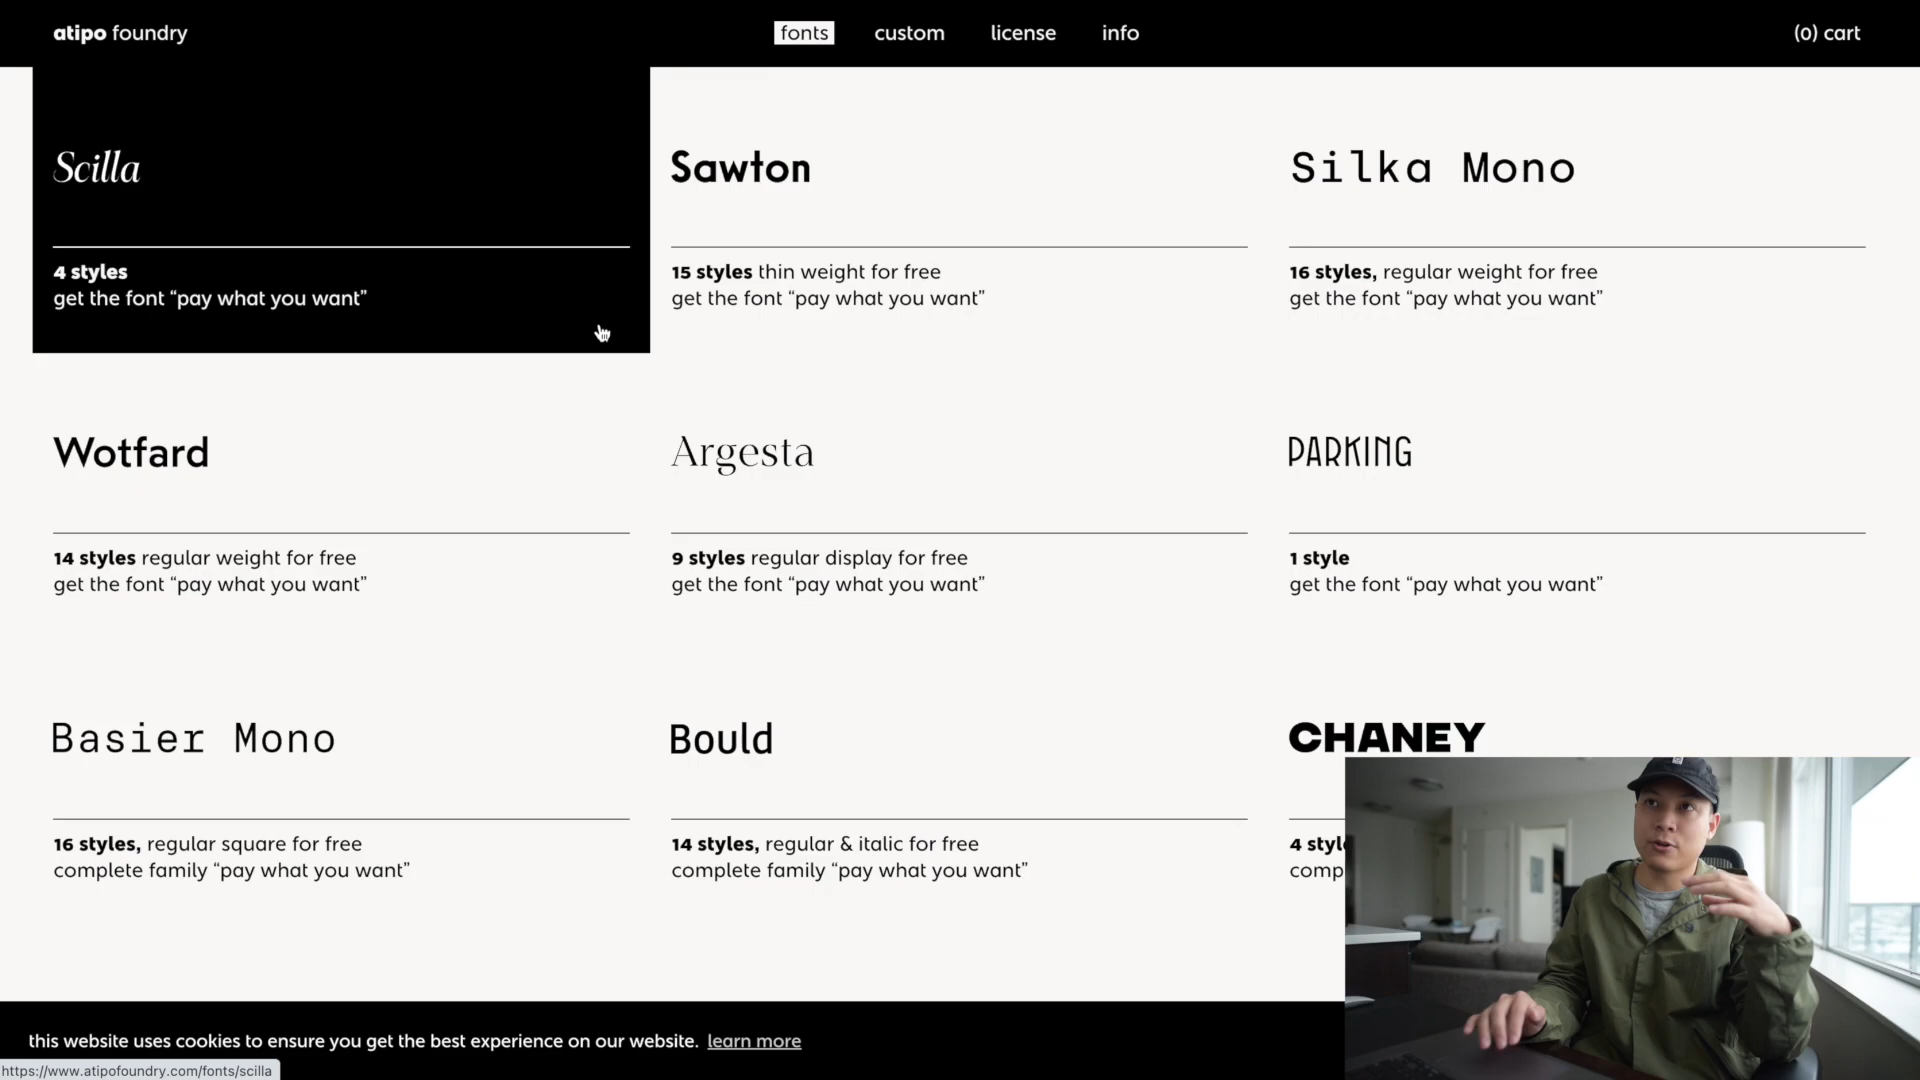 atipo foundry
fonts
custom
license
info
(0) cart
Scilla
4 styles
get the font “pay what you want”
Sawton
15 styles thin weight for free
get the font “pay what you want”
Silka Mono
16 styles, regular weight for free
get the font “pay what you want”
Wotfard
14 styles regular weight for free
get the font “pay what you want”
Argesta
9 styles regular display for free
get the font “pay what you want”
PARKING
1 style
get the font “pay what you want”
Basier Mono
16 styles, regular square for free
complete family “pay what you want”
Bould
14 styles, regular & italic for free
complete family “pay what you want”
CHANEY
4 styl
comp
this website uses cookies to ensure you get the best experience on our website. learn more
https://www.atipofoundry.com/fonts/scilla